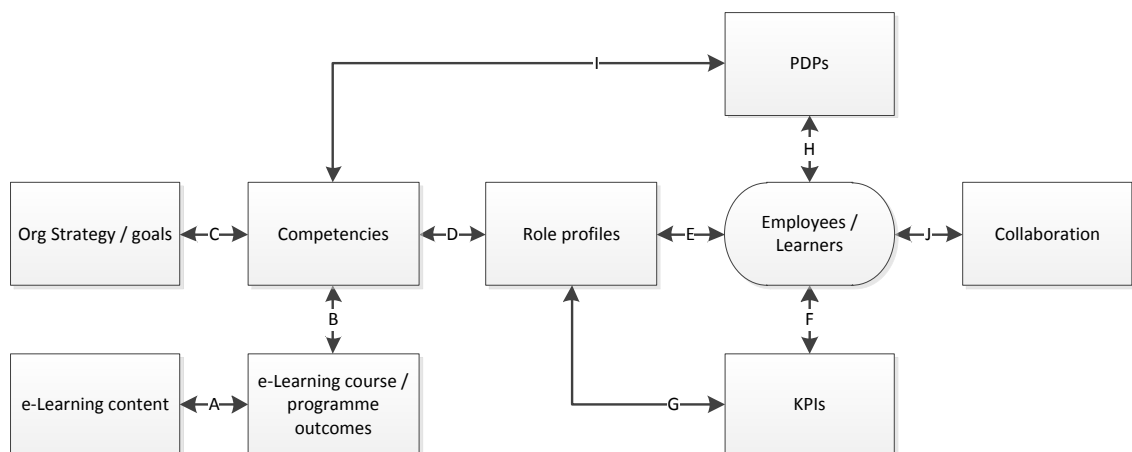 I
PDPs
H
Org Strategy / goals
C
Competencies
D
Role profiles
E
Employees /
Learners
J
Collaboration
B
F
e-Learning content
A
e-Learning course /
programme
outcomes
G
KPIs